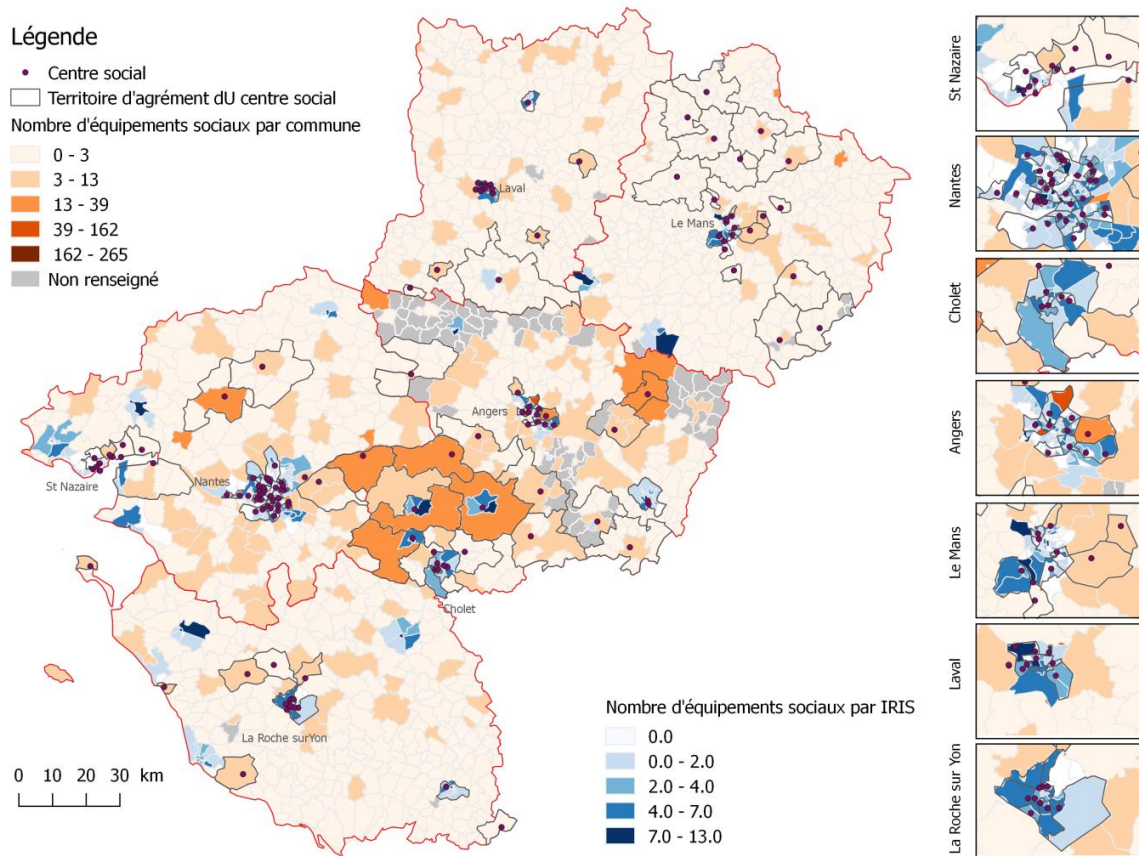 Légende
Centre social
Territoire d'agrément dU centre social
Nombre d'équipements sociaux par commune
0 - 3
3 - 13
13 - 39
39 - 162
162 - 265
Non renseigné
Laval
Le Mans
Angers
St Nazaire
Nantes
Cholet
La Roche surYon
0 10 20 30 km
Nombre d'équipements sociaux par IRIS
0.0
0.0 - 2.0
2.0 - 4.0
4.0 - 7.0
7.0 - 13.0
St Nazaire
Nantes
Cholet
Angers
Le Mans
Laval
La Roche sur Yon